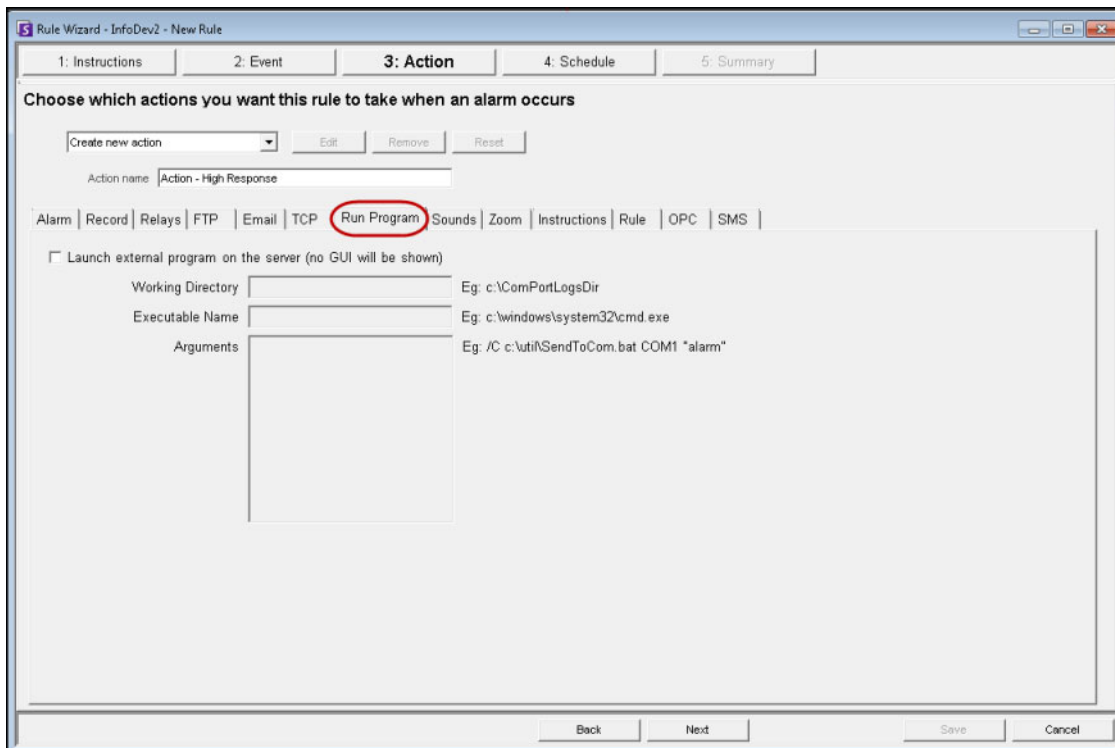 Rule Wizard - InfoDev2 - New Rule
1: Instructions 2: Event 3: Action 4: Schedule 5: Summary
Choose which actions you want this rule to take when an alarm occurs
Create new action Edit Remove Reset
Action name Action - High Response
Alarm Record Relays FTP Email TCP Run Program Sounds Zoom Instructions Rule OPC SMS
Launch external program on the server (no GUI will be shown)
Working Directory Eg: c:\ComPortLogsDir
Executable Name Eg: c:\windows\system32\cmd.exe
Arguments Eg: /C c:\util\SendToCom.bat COM1 "alarm"
Back Next Save Cancel